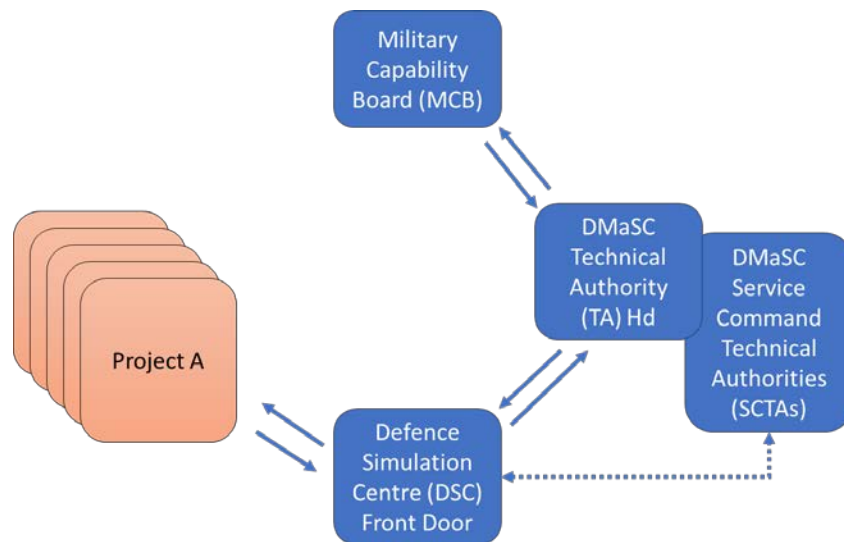 Military
Capability
Board (MCB)
DMaSC
Technical
Authority
(TA) Hd
DMaSC
Service
Command
Technical
Authorities
(SCTAs)
Project A
Defence
Simulation
Centre (DSC)
Front Door